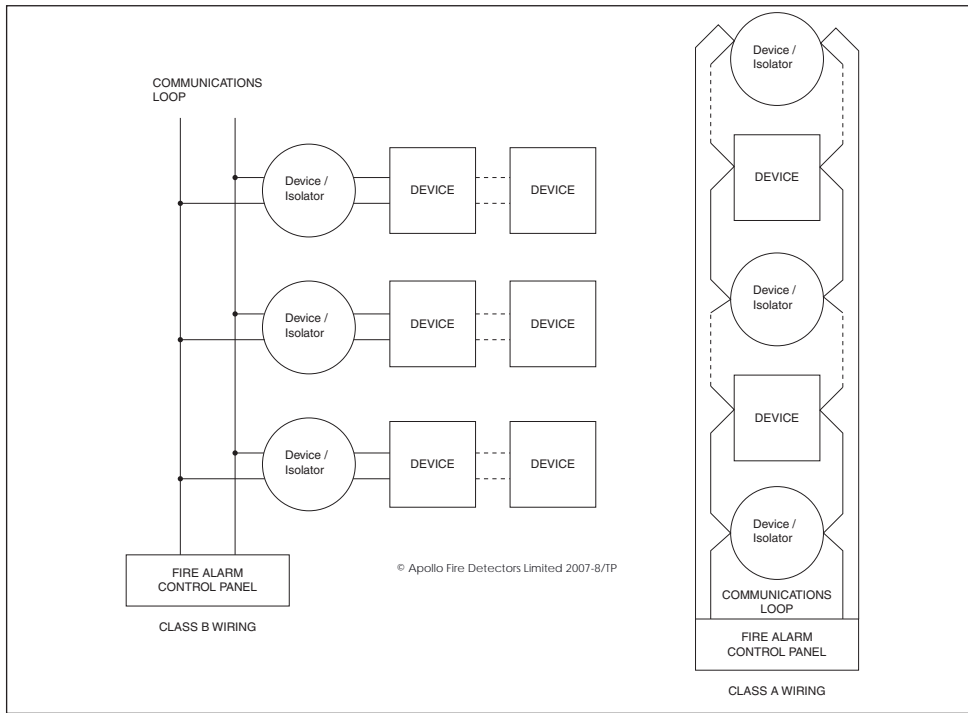 COMMUNICATIONS
LOOP
Device /
Isolator
DEVICE
DEVICE
Device /
Isolator
DEVICE
DEVICE
Device /
Isolator
DEVICE
DEVICE
FIRE ALARM
CONTROL PANEL
CLASS B WIRING
© Apollo Fire Detectors Limited 2007-8/TP
Device /
Isolator
DEVICE
Device /
Isolator
DEVICE
Device /
Isolator
COMMUNICATIONS
LOOP
FIRE ALARM
CONTROL PANEL
CLASS A WIRING